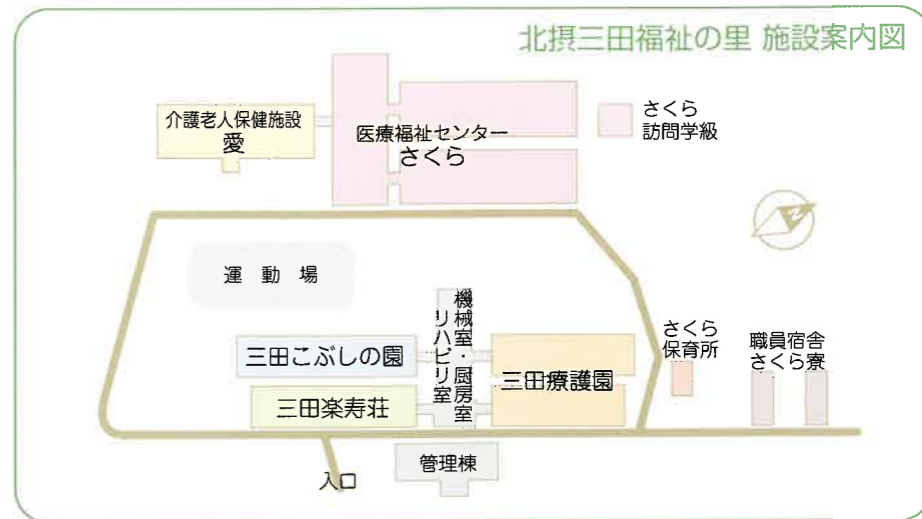 北摂三田福祉の里 施設案内図
介護老人保健施設
愛
医療福祉センター
さくら
さくら
訪問学級
運動場
機械室・厨房室
リハビリ室
三田こぶしの園
三田療護園
三田楽寿荘
さくら
保育所
職員宿舎
さくら寮
管理棟
入口